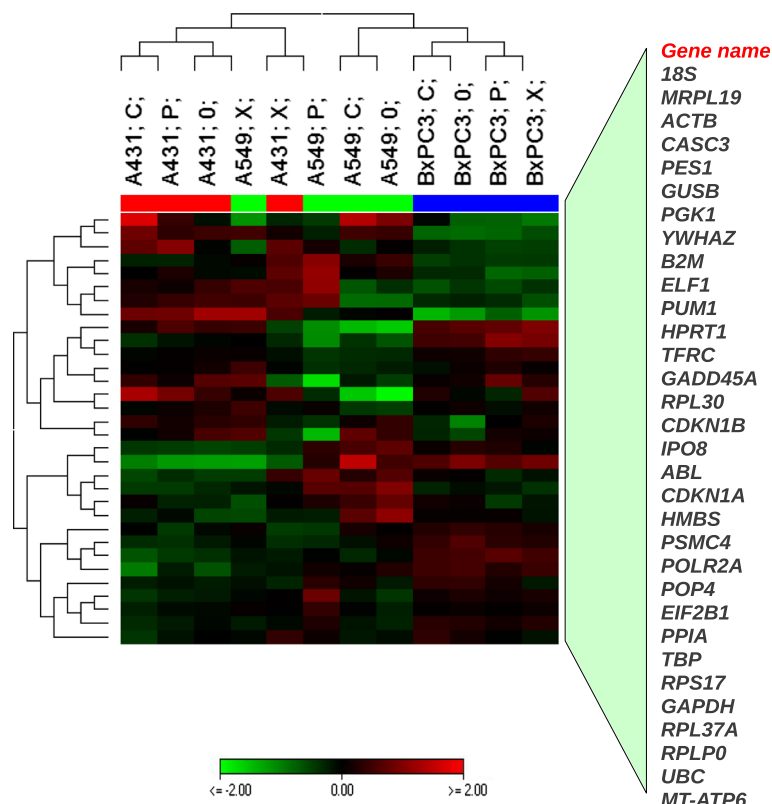 A431; C;
A431; P;
A431; 0;
A549; X;
A431; X;
A549; P;
A549; C;
A549; 0;
BxPC3; C;
BxPC3; 0;
BxPC3; P;
BxPC3; X;
Gene name
18S
MRPL19
ACTB
CASC3
PES1
GUSB
PGK1
YWHAZ
B2M
ELF1
PUM1
HPRT1
TFRC
GADD45A
RPL30
CDKN1B
IPO8
ABL
CDKN1A
HMBS
PSMC4
POLR2A
POP4
EIF2B1
PPIA
TBP
RPS17
GAPDH
RPL37A
RPLP0
UBC
MT-ATP6
<= -2.00 0.00 >= 2.00